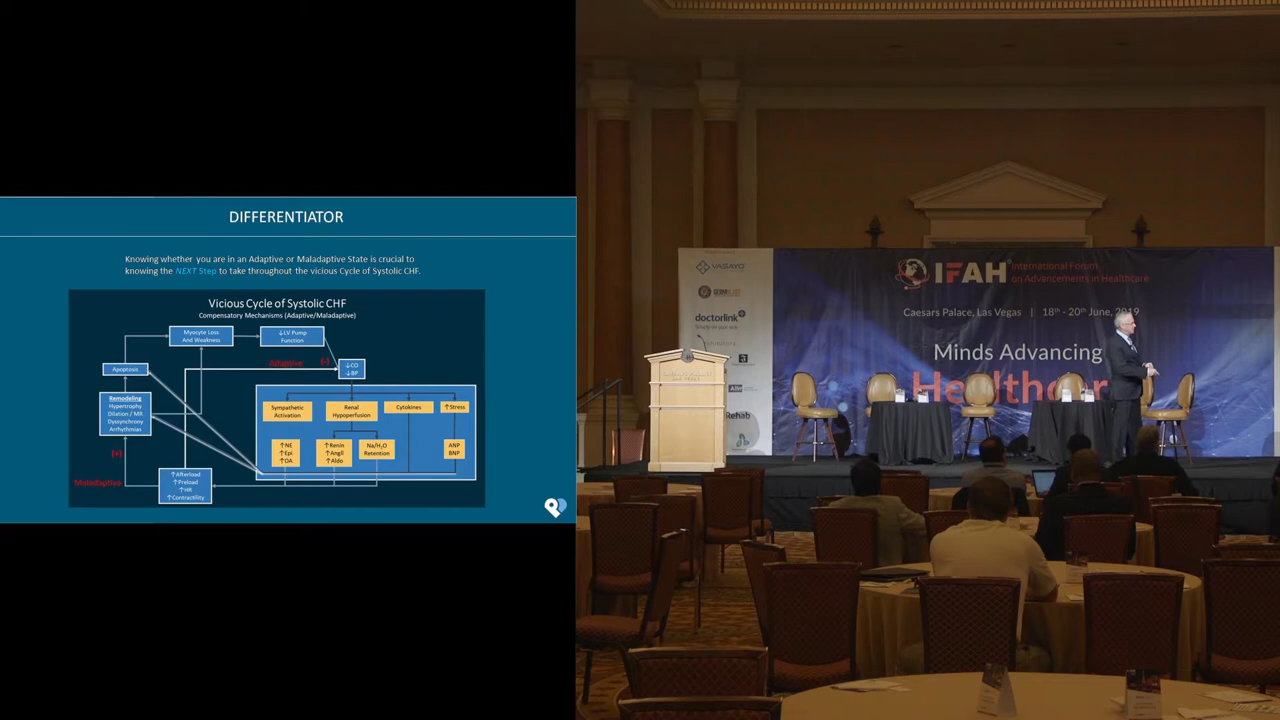 DIFFERENTIATOR
Knowing whether you are in an Adaptive or Maladaptive State is crucial to
knowing the NEXT Step to take throughout the vicious Cycle of Systolic CHF.
Vicious Cycle of Systolic CHF
Compensatory Mechanisms (Adaptive/Maladaptive)
Myocyte Loss
And Weakness
↓LV Pump
Function
Adaptive
(-)
↓CO
↓BP
Apoptosis
Remodeling
Hypertrophy
Dilation / MR
Dyssynchrony
Arrhythmias
(+)
Maladaptive
↑Afterload
↑Preload
↑HR
↑Contractility
Sympathetic
Activation
Renal
Hypoperfusion
Cytokines
↑Stress
↑NE
↑Epi
↑DA
↑Renin
↑AngII
↑Aldo
Na/H2O
Retention
ANP
BNP
VASAYO
doctorlink
Rehab
IFAH
International Forum
on Advancements in Healthcare
Caesars Palace, Las Vegas | 18th - 20th June, 2019
Minds Advancing